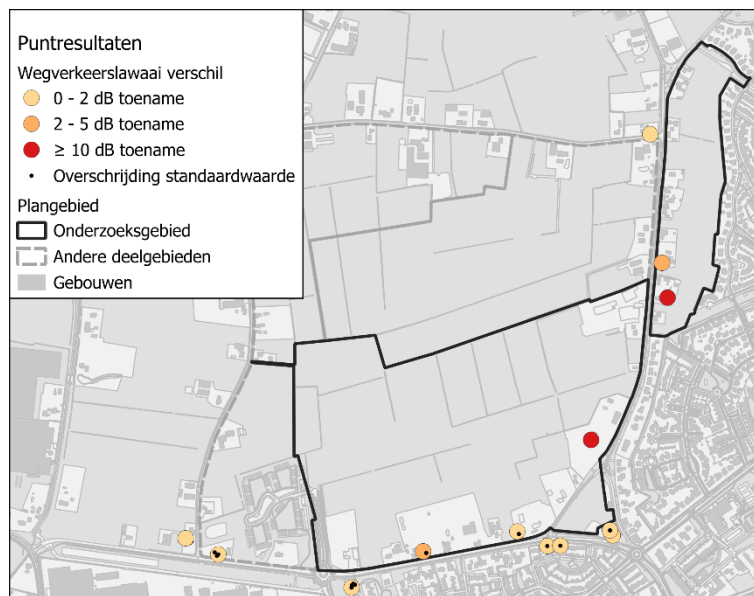 Puntresultaten
Wegverkeerslawaai verschil
0 - 2 dB toename
2 - 5 dB toename
≥ 10 dB toename
Overschrijding standaardwaarde
Plangebied
Onderzoeksgebied
Andere deelgebieden
Gebouwen